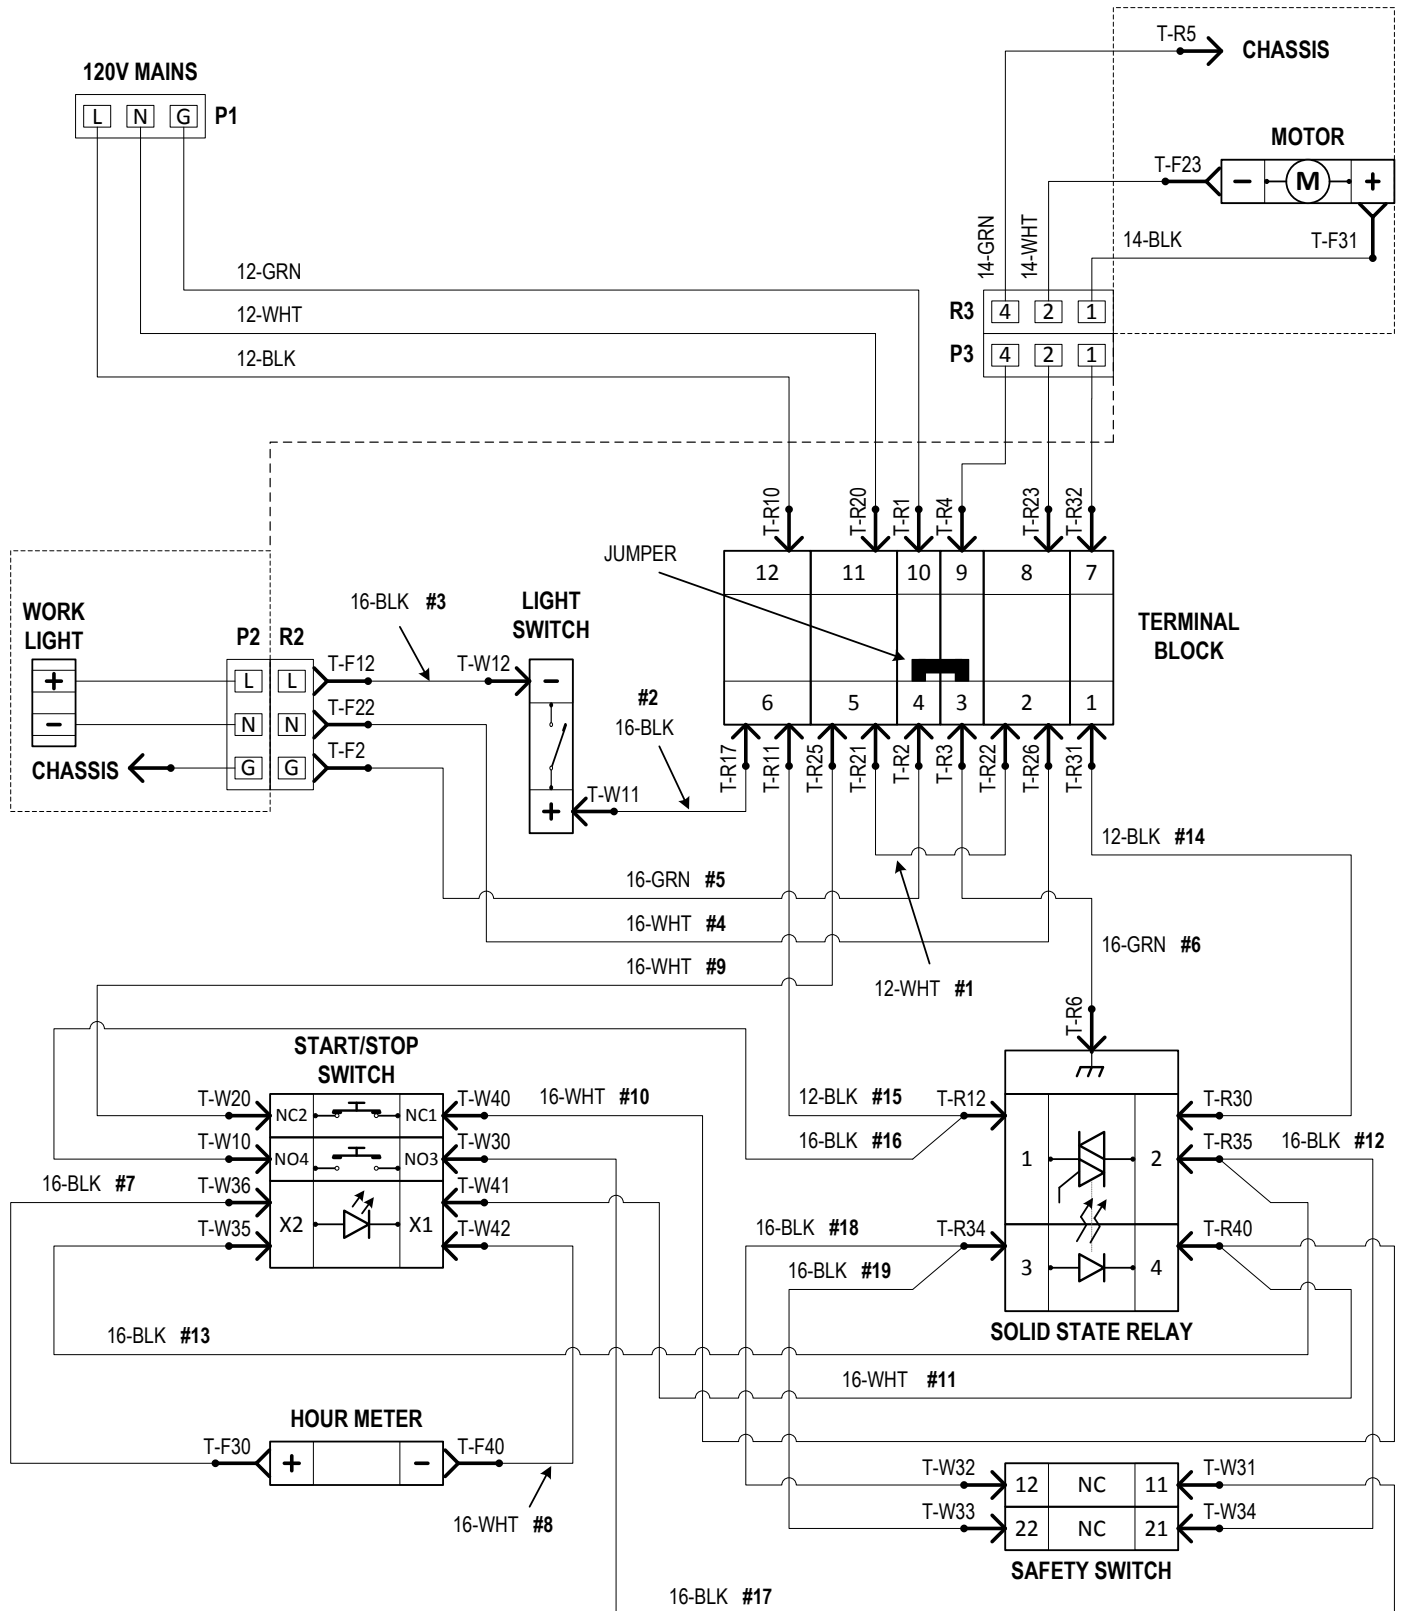 T-R5
CHASSIS
120V MAINS
L N G P1
MOTOR
T-F23
− M +
14-GRN
14-WHT
14-BLK
T-F31
12-GRN
12-WHT
12-BLK
R3 4 2 1
P3 4 2 1
T-R10
T-R20
T-R1
T-R4
T-R23
T-R32
JUMPER
12 11 10 9 8 7
TERMINAL
BLOCK
6 5 4 3 2 1
T-R17
T-R11
T-R25
T-R21
T-R2
T-R3
T-R22
T-R26
T-R31
WORK
LIGHT
+
−
CHASSIS
P2 R2
L L
N N
G G
T-F12
T-F22
T-F2
16-BLK #3
T-W12
LIGHT
SWITCH
−
+
#2
16-BLK
T-W11
12-BLK #14
16-GRN #5
16-WHT #4
16-GRN #6
16-WHT #9
12-WHT #1
T-R6
START/STOP
SWITCH
T-W20 NC2 NC1 T-W40
16-WHT #10
T-W10 NO4 NO3 T-W30
16-BLK #7
T-W36 T-W41
X2 X1
T-W35 T-W42
12-BLK #15
T-R12
16-BLK #16
T-R30
T-R35
16-BLK #12
1 2
16-BLK #18
T-R34
16-BLK #19
T-R40
3 4
SOLID STATE RELAY
16-BLK #13
16-WHT #11
HOUR METER
T-F30 + − T-F40
16-WHT #8
T-W32 12 NC 11 T-W31
T-W33 22 NC 21 T-W34
SAFETY SWITCH
16-BLK #17